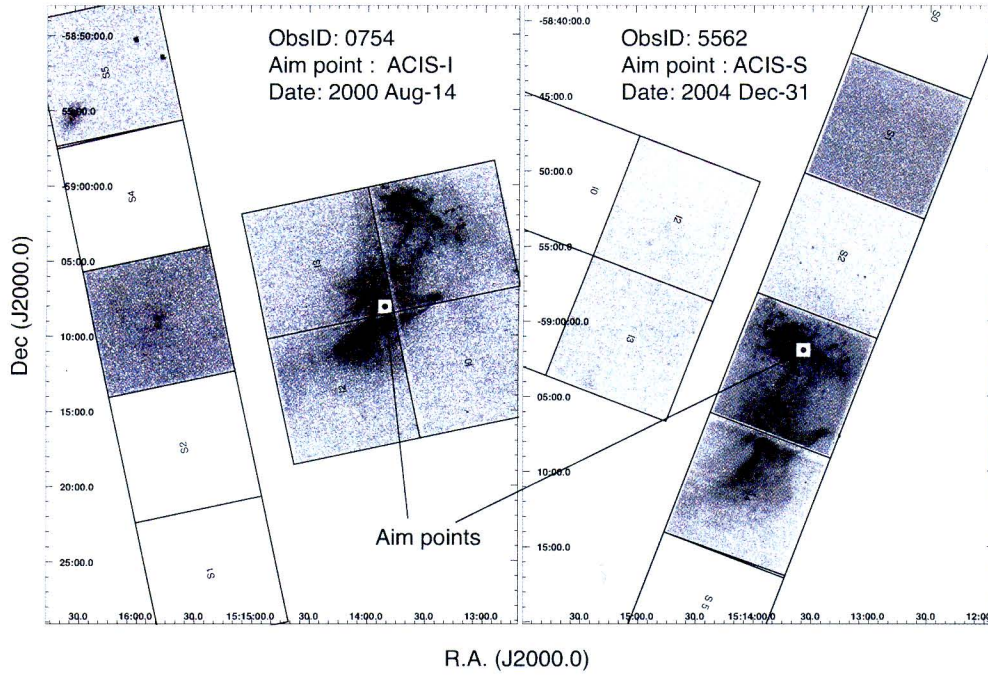 ObsID: 0754
Aim point : ACIS-I
Date: 2000 Aug-14
-58:50:00.0
55:00.0
-59:00:00.0
05:00.0
10:00.0
15:00.0
20:00.0
25:00.0
S5
S4
S2
S1
I3
I2
I0
30.0
16:00.0
30.0
15:15:00.0
30.0
14:00.0
30.0
13:00.0
ObsID: 5562
Aim point : ACIS-S
Date: 2004 Dec-31
-58:40:00.0
45:00.0
50:00.0
55:00.0
-59:00:00.0
05:00.0
10:00.0
15:00.0
S0
S1
S2
S4
S5
I0
I2
I3
30.0
15:00.0
30.0
15:14:00.0
30.0
13:00.0
30.0
12:0
Aim points
Dec (J2000.0)
R.A. (J2000.0)